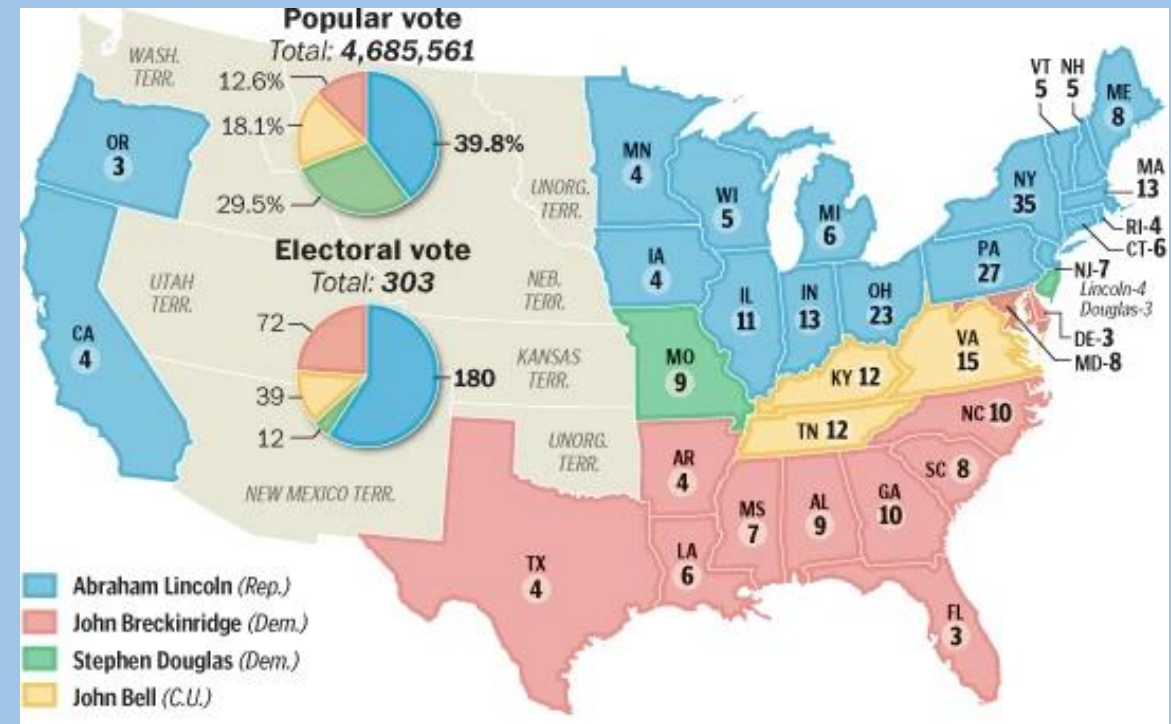 Popular vote
Total: 4,685,561
12.6%
18.1%
39.8%
29.5%
Electoral vote
Total: 303
72
39
180
12
WASH.
TERR.
OR
3
CA
4
UTAH
TERR.
NEW MEXICO TERR.
UNORG.
TERR.
NEB.
TERR.
KANSAS
TERR.
UNORG.
TERR.
MN
4
WI
5
MI
6
IA
4
IL
11
IN
13
OH
23
MO
9
KY 12
TN 12
VA
15
PA
27
NY
35
VT
5
NH
5
ME
8
MA
13
RI-4
CT-6
NJ-7
Lincoln-4
Douglas-3
DE-3
MD-8
NC 10
SC 8
GA
10
AL
9
MS
7
AR
4
LA
6
TX
4
FL
3
Abraham Lincoln (Rep.)
John Breckinridge (Dem.)
Stephen Douglas (Dem.)
John Bell (C.U.)